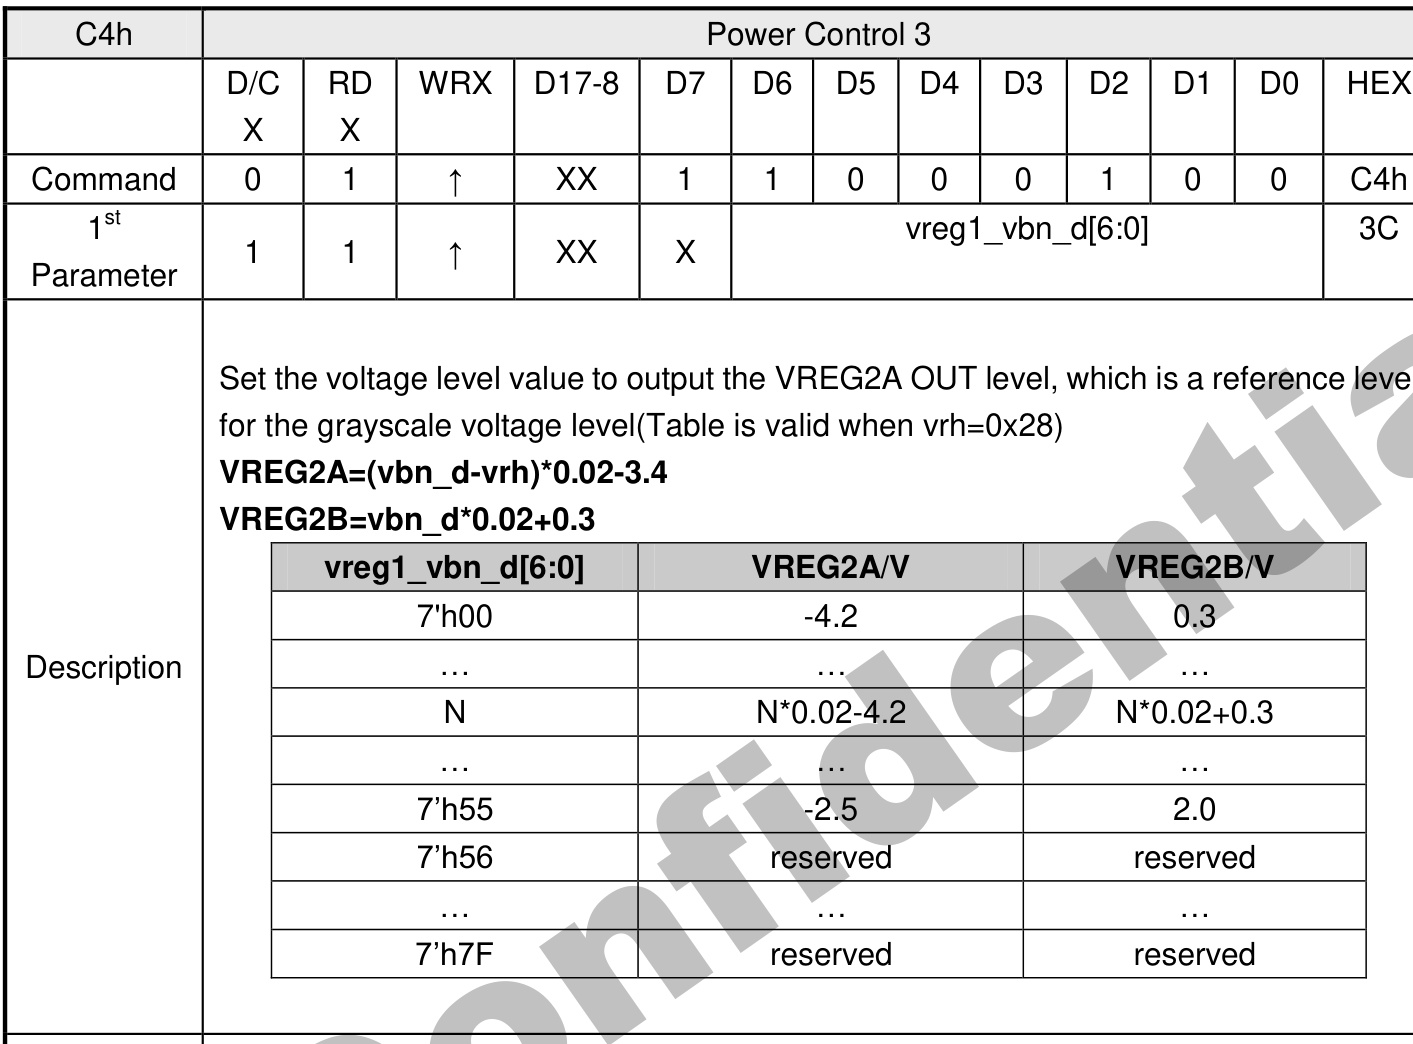 C4h Power Control 3
D/CX RDX WRX D17-8 D7 D6 D5 D4 D3 D2 D1 D0 HEX
Command 0 1 ↑ XX 1 1 0 0 0 1 0 0 C4h
1st Parameter 1 1 ↑ XX X vreg1_vbn_d[6:0] 3C
Description
Set the voltage level value to output the VREG2A OUT level, which is a reference leve
for the grayscale voltage level(Table is valid when vrh=0x28)
VREG2A=(vbn_d-vrh)*0.02-3.4
VREG2B=vbn_d*0.02+0.3
vreg1_vbn_d[6:0] VREG2A/V VREG2B/V
7'h00 -4.2 0.3
… … …
N N*0.02-4.2 N*0.02+0.3
… … …
7’h55 -2.5 2.0
7’h56 reserved reserved
… … …
7’h7F reserved reserved
onfidentia